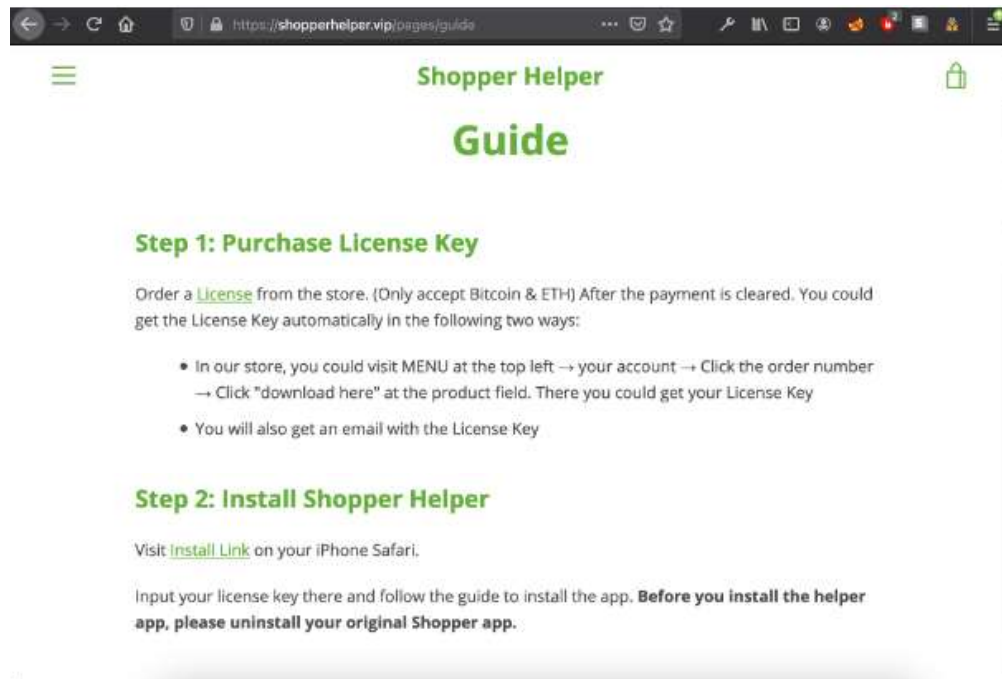 https://shopperhelper.vip/pages/guide
Shopper Helper
Guide
Step 1: Purchase License Key
Order a License from the store. (Only accept Bitcoin & ETH) After the payment is cleared. You could
get the License Key automatically in the following two ways:
• In our store, you could visit MENU at the top left → your account → Click the order number
→ Click "download here" at the product field. There you could get your License Key
• You will also get an email with the License Key
Step 2: Install Shopper Helper
Visit Install Link on your iPhone Safari.
Input your license key there and follow the guide to install the app. Before you install the helper
app, please uninstall your original Shopper app.